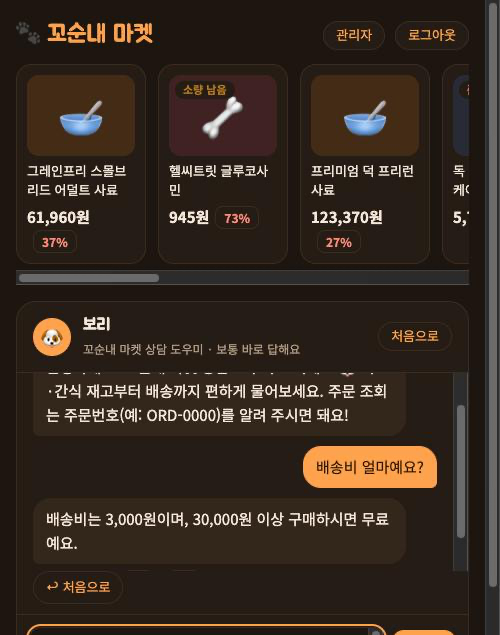 꼬순내 마켓
관리자
로그아웃
소량 남음
그레인프리 스몰브
리드 어덜트 사료
61,960원
37%
헬씨트릿 글루코사
민
945원 73%
프리미엄 덕 프리런
사료
123,370원
27%
독
5,7
보리
꼬순내 마켓 상담 도우미 · 보통 바로 답해요
처음으로
·간식 재고부터 배송까지 편하게 물어보세요. 주문 조회
는 주문번호(예: ORD-0000)를 알려 주시면 돼요!
배송비 얼마예요?
배송비는 3,000원이며, 30,000원 이상 구매하시면 무료
예요.
↩ 처음으로